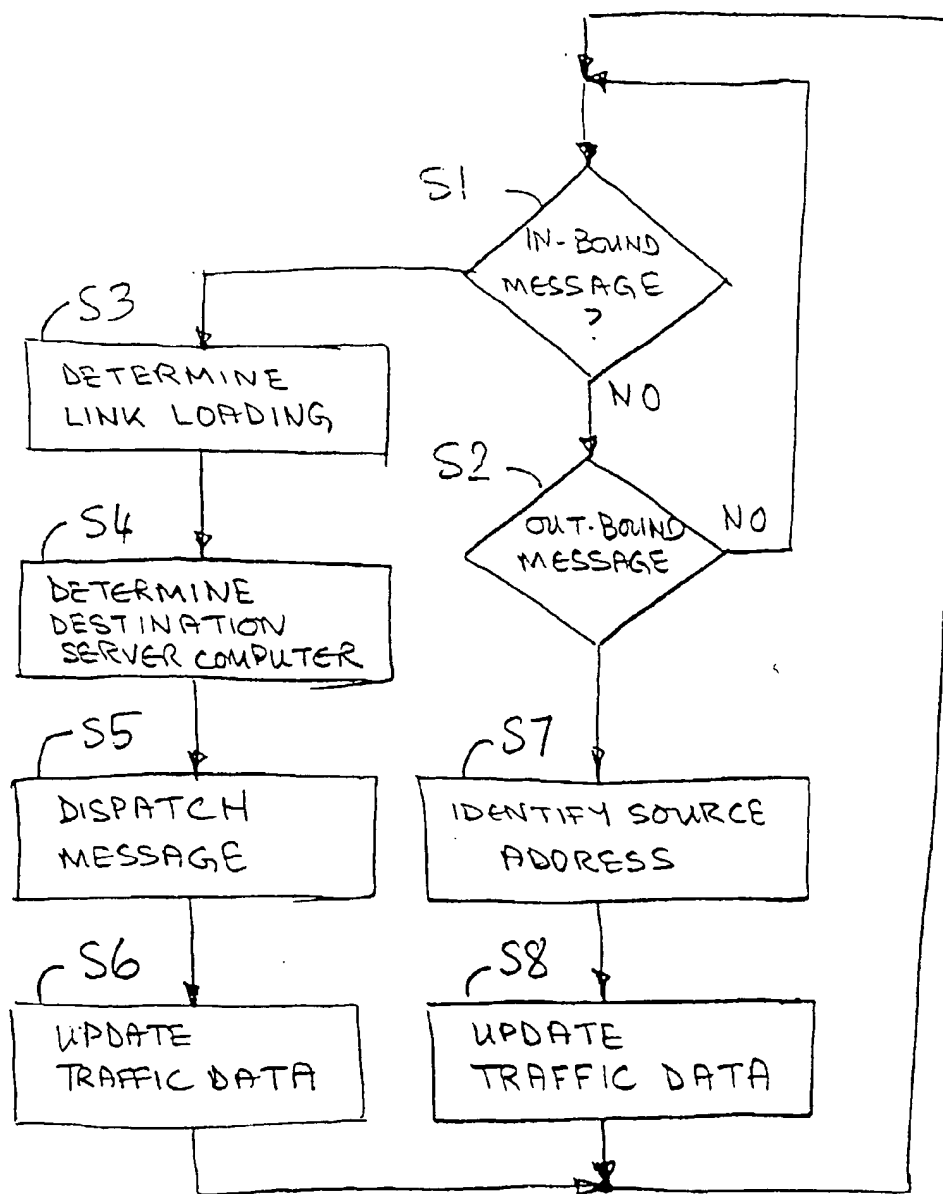 S1
IN-BOUND
MESSAGE
?
NO
S2
OUT-BOUND
MESSAGE
NO
S3
DETERMINE
LINK LOADING
S4
DETERMINE
DESTINATION
SERVER COMPUTER
S5
DISPATCH
MESSAGE
S6
UPDATE
TRAFFIC DATA
S7
IDENTIFY SOURCE
ADDRESS
S8
UPDATE
TRAFFIC DATA